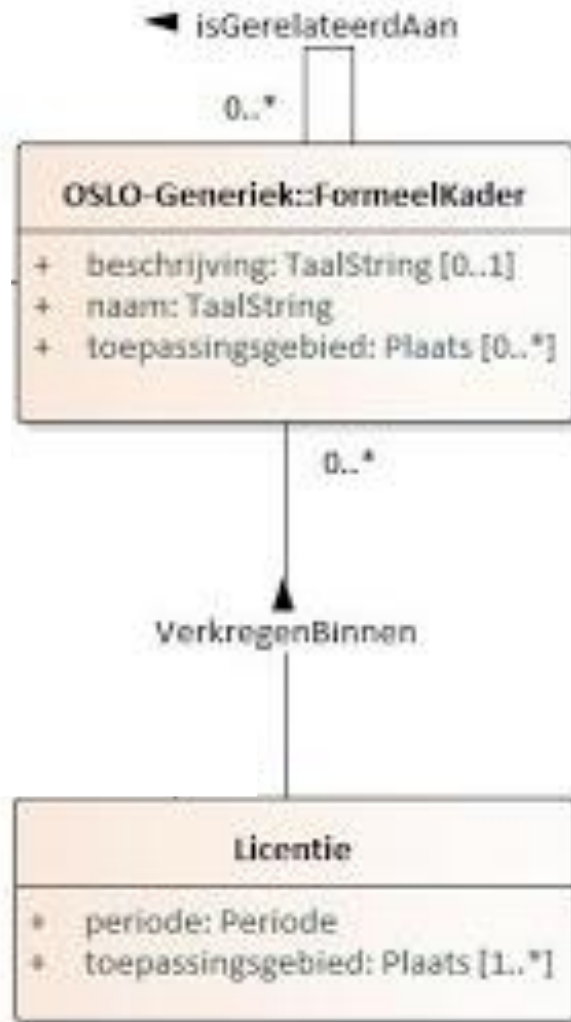 isGerelateerdAan
0..*
OSLO-Generiek::FormeelKader
+ beschrijving: TaalString [0..1]
+ naam: TaalString
+ toepassingsgebied: Plaats [0..*]
0..*
VerkregenBinnen
Licentie
+ periode: Periode
+ toepassingsgebied: Plaats [1..*]